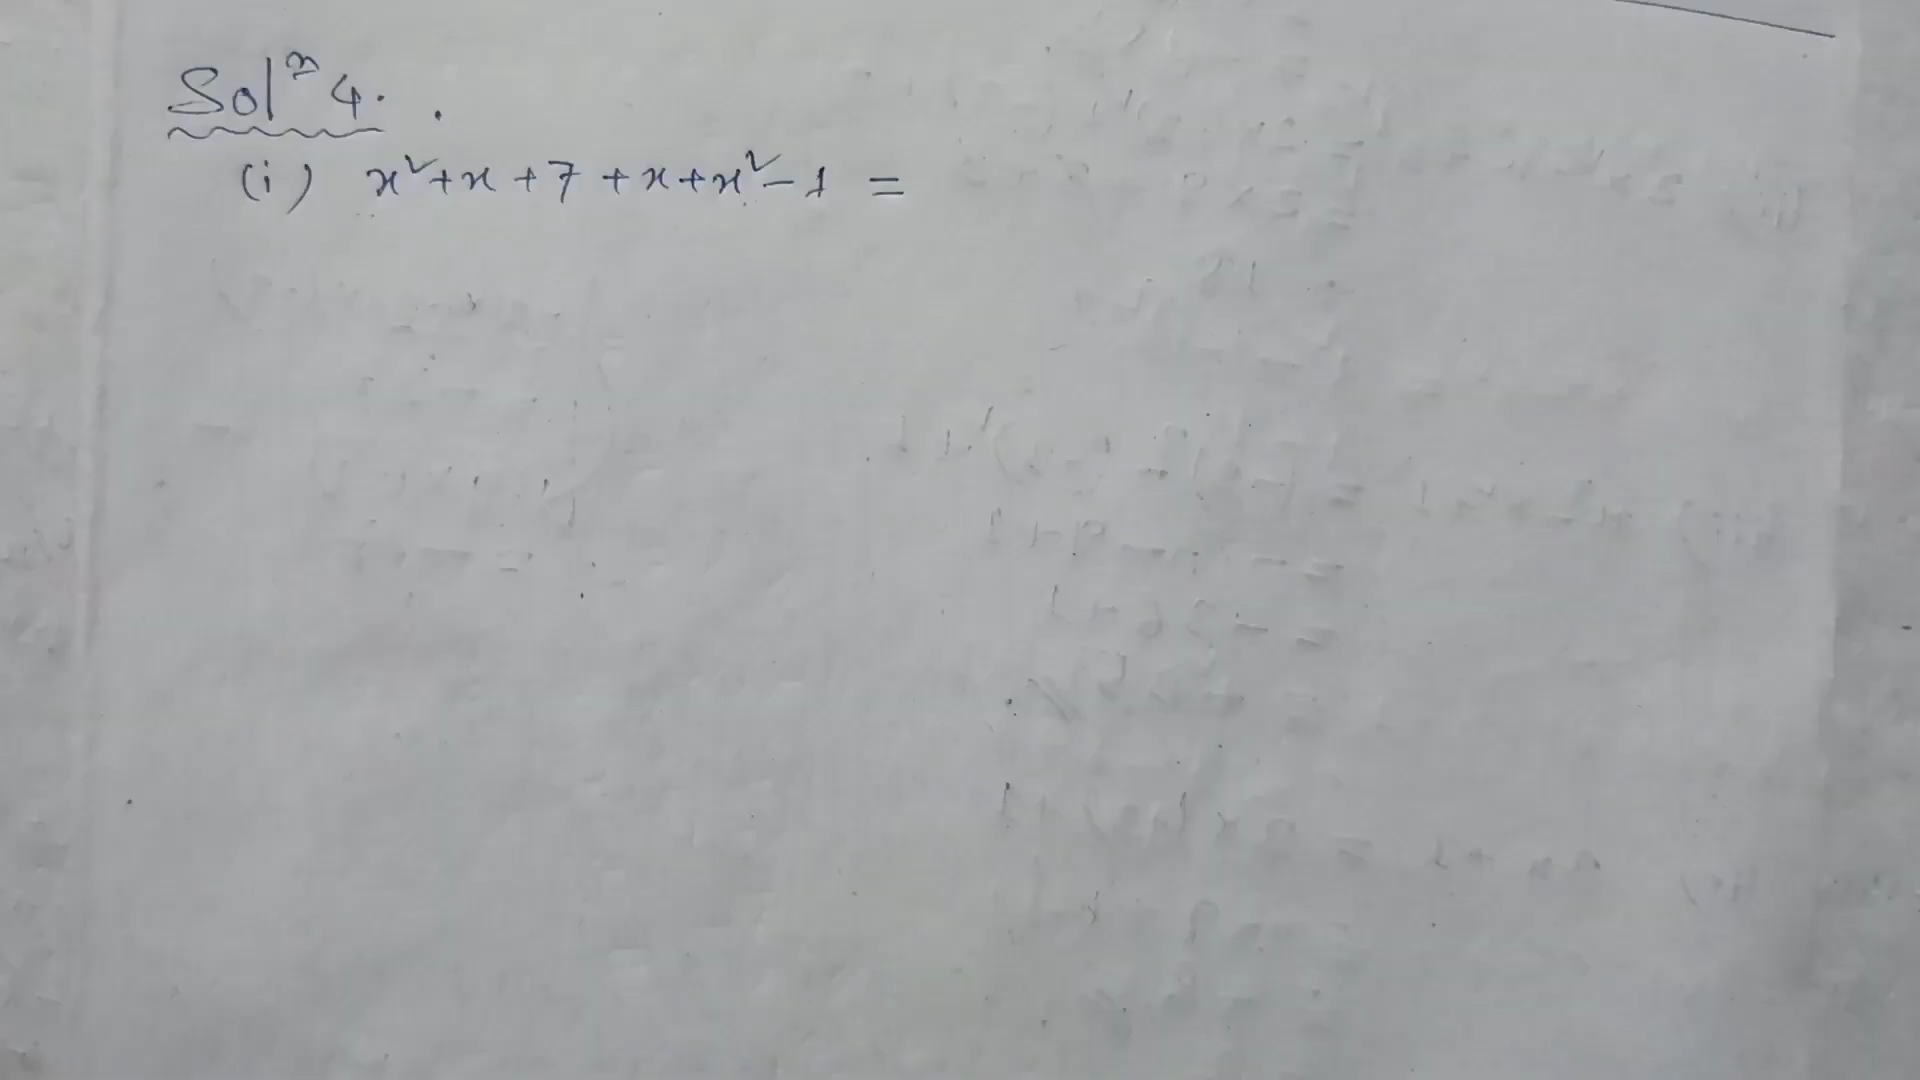 Solⁿ 4.
(i) x²+x+7+x+x²-1 =